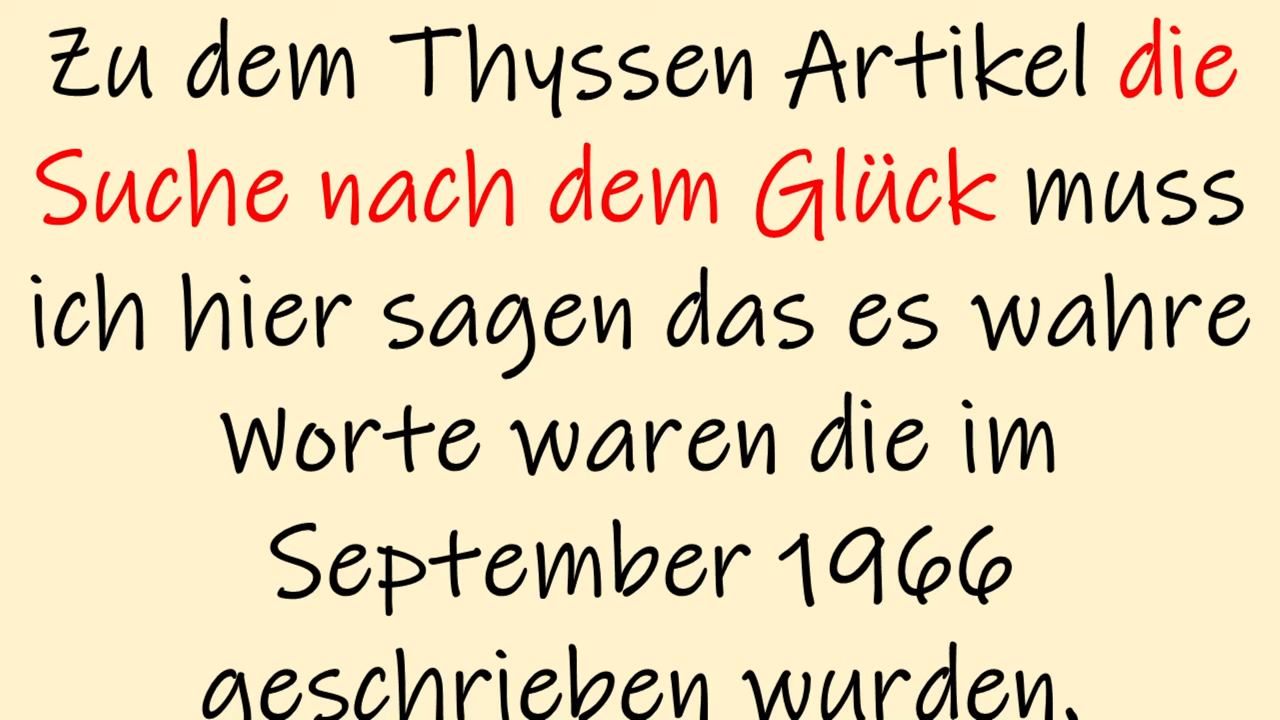 Zu dem Thyssen Artikel die
Suche nach dem Glück muss
ich hier sagen das es wahre
Worte waren die im
September 1966
geschrieben wurden.